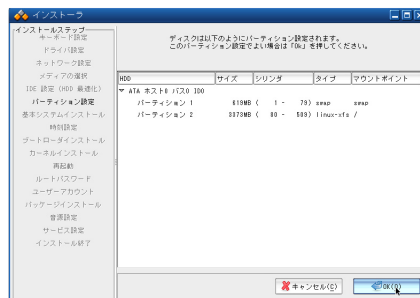 インストーラ
インストールステップ
キーボード設定
ドライバ設定
ネットワーク設定
メディアの選択
IDE 設定 (HDD 最適化)
パーティション設定
基本システムインストール
時刻設定
ブートローダインストール
カーネルインストール
再起動
ルートパスワード
ユーザーアカウント
パッケージインストール
音源設定
サービス設定
インストール終了
ディスクは以下のようにパーティション設定されます。
このパーティション設定でよい場合は「Ok」を押してください。
HDD サイズ シリンダ タイプ マウントポイント
ATA ホスト0 バス0 ID0
パーティション 1 619MB ( 1 - 79) swap swap
パーティション 2 3373MB ( 80 - 509) linux-xfs /
キャンセル(C) OK(O)